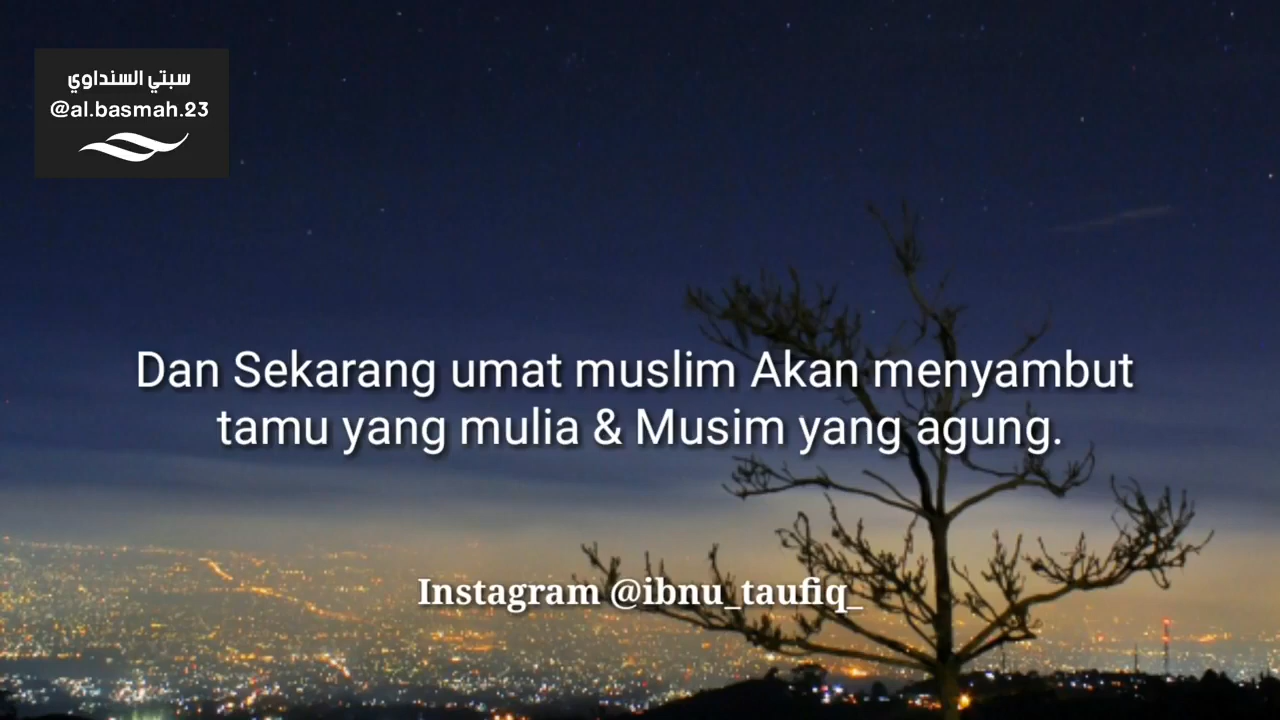 سبتي السنداوي
@al.basmah.23
Dan Sekarang umat muslim Akan menyambut
tamu yang mulia & Musim yang agung.
Instagram @ibnu_taufiq_